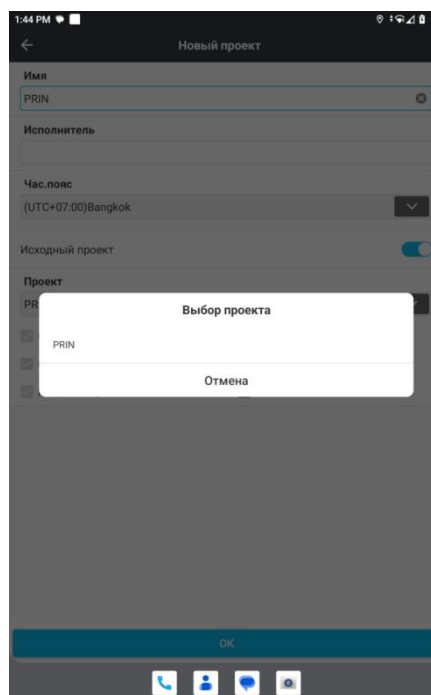 1:44 PM
Новый проект
Имя
PRIN
Исполнитель
Час.пояс
(UTC+07:00)Bangkok
Исходный проект
Проект
PR
Выбор проекта
PRIN
Отмена
OK